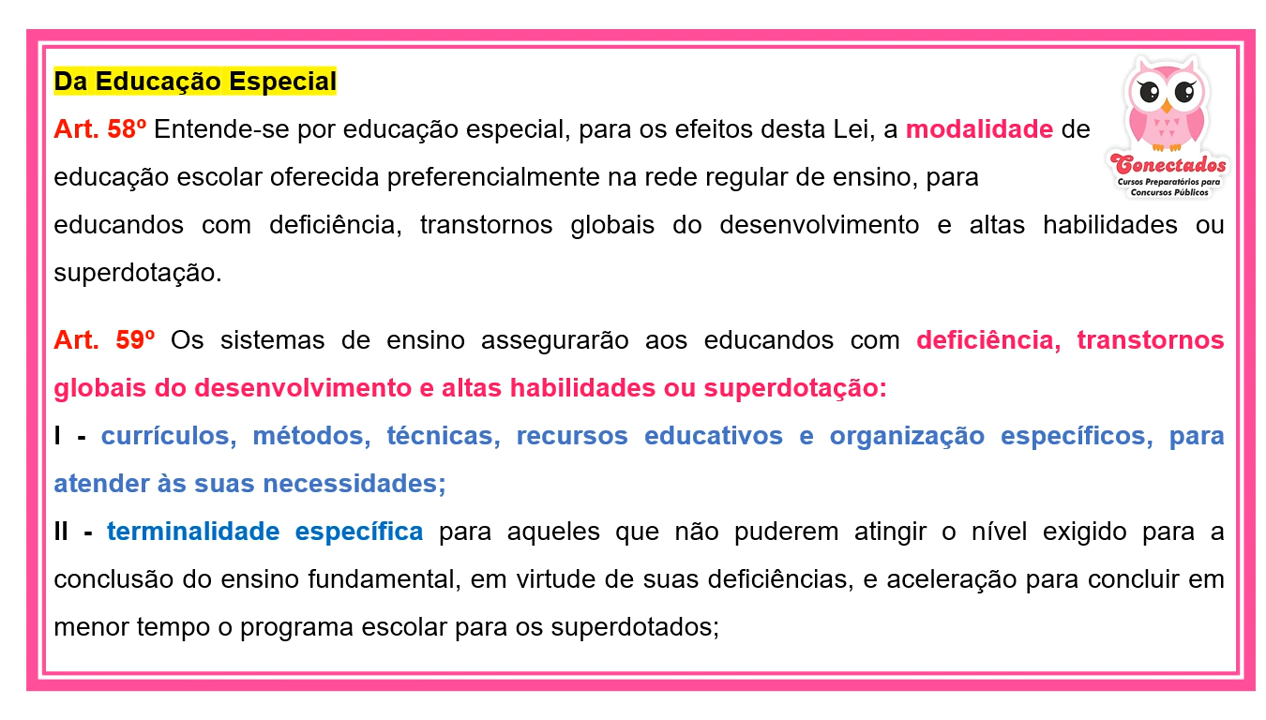 Da Educação Especial
Art. 58º Entende-se por educação especial, para os efeitos desta Lei, a modalidade de
educação escolar oferecida preferencialmente na rede regular de ensino, para
educandos com deficiência, transtornos globais do desenvolvimento e altas habilidades ou
superdotação.
Conectados
Cursos Preparatórios para
Concursos Públicos
Art. 59º Os sistemas de ensino assegurarão aos educandos com deficiência, transtornos
globais do desenvolvimento e altas habilidades ou superdotação:
I - currículos, métodos, técnicas, recursos educativos e organização específicos, para
atender às suas necessidades;
II - terminalidade específica para aqueles que não puderem atingir o nível exigido para a
conclusão do ensino fundamental, em virtude de suas deficiências, e aceleração para concluir em
menor tempo o programa escolar para os superdotados;